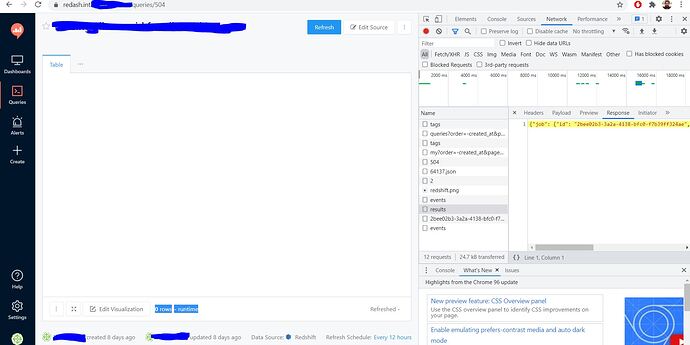 redash.int
queries/504
Refresh
Edit Source
Table
Dashboards
Queries
Alerts
Create
Help
Settings
Edit Visualization
0 rows - runtime
Refreshed -
created 8 days ago
updated 8 days ago
Data Source: Redshift
Refresh Schedule: Every 12 hours
Elements Console Sources Network
Preserve log Disable cache No throttling
Filter Invert Hide data URLs
All Fetch/XHR JS CSS Img Media Font Doc WS Wasm Manifest Other Has blocked cookies
Blocked Requests 3rd-party requests
2000 ms 4000 ms 6000 ms 8000 ms 10000 ms 12000 ms 14000 ms 16000 ms 18000 ms
Name
tags
queries?order=-created_at&p...
tags
my?order=-created_at&page...
504
64137.json
2
redshift.png
events
results
2bee02b3-3a2a-4138-bfc0-f7...
events
12 requests 24.7 kB transferred
Headers Payload Preview Response Initiator
1 {"job": {"id": "2bee02b3-3a2a-4138-bfc0-f7b39ff324ae",
{} Line 1, Column 1
Console What's New Issues
Highlights from the Chrome 96 update
New preview feature: CSS Overview panel
Use the CSS overview panel to identify CSS improvements on your page.
Enable emulating prefers-contrast media and auto dark mode